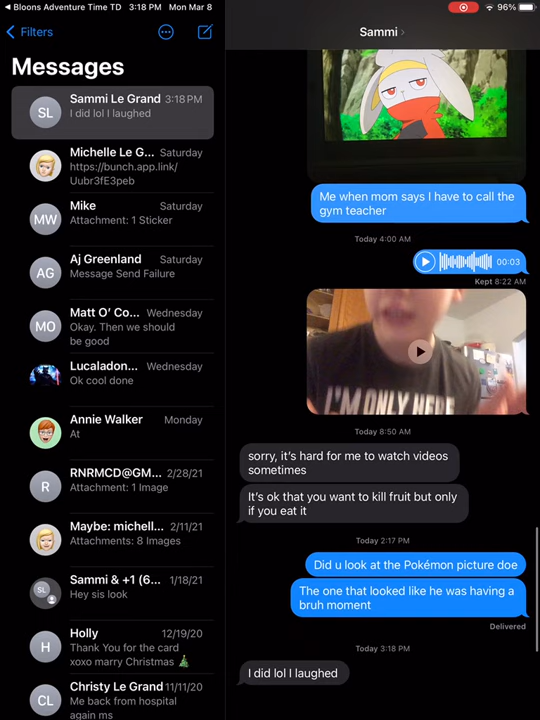 Bloons Adventure Time TD 3:18 PM Mon Mar 8
96%
Filters
Messages
Sammi Le Grand 3:18 PM
I did lol I laughed
Michelle Le G... Saturday
https://bunch.app.link/
Uubr3fE3peb
Mike Saturday
Attachment: 1 Sticker
Aj Greenland Saturday
Message Send Failure
Matt O’ Co... Wednesday
Okay. Then we should
be good
Lucaladon... Wednesday
Ok cool done
Annie Walker Monday
At
RNRMCD@GM... 2/28/21
Attachment: 1 Image
Maybe: michell... 2/11/21
Attachments: 8 Images
Sammi & +1 (6... 1/18/21
Hey sis look
Holly 12/19/20
Thank You for the card
xoxo marry Christmas 🎄
Christy Le Grand 11/11/20
Me back from hospital
again ms
SL
MW
AG
MO
R
SL
H
CL
Sammi
Me when mom says I have to call the
gym teacher
Today 4:00 AM
00:03
Kept 8:22 AM
I'M ONLY HERE
Today 8:50 AM
sorry, it’s hard for me to watch videos
sometimes
It’s ok that you want to kill fruit but only
if you eat it
Today 2:17 PM
Did u look at the Pokémon picture doe
The one that looked like he was having a
bruh moment
Delivered
Today 3:18 PM
I did lol I laughed